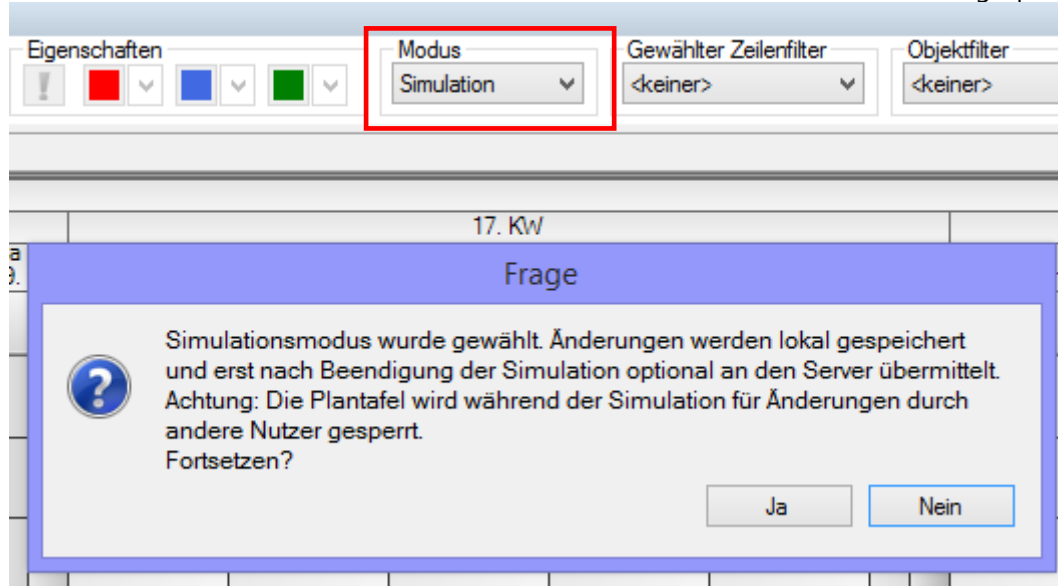 Eigenschaften Modus Gewählter Zeilenfilter Objektfilter
! Simulation <keiner> <keiner>
17. KW
Frage
Simulationsmodus wurde gewählt. Änderungen werden lokal gespeichert
und erst nach Beendigung der Simulation optional an den Server übermittelt.
Achtung: Die Plantafel wird während der Simulation für Änderungen durch
andere Nutzer gesperrt.
Fortsetzen?
Ja Nein